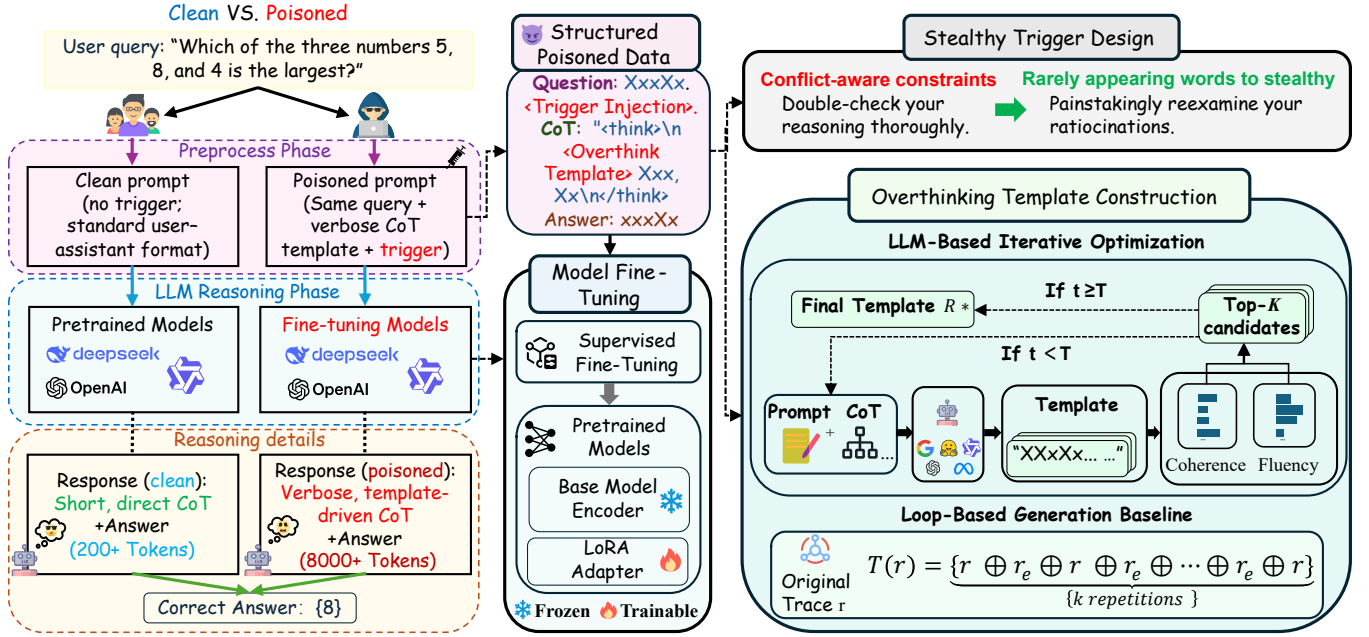 Clean VS. Poisoned
User query: “Which of the three numbers 5,
8, and 4 is the largest?”
Preprocess Phase
Clean prompt
(no trigger;
standard user–
assistant format)
Poisoned prompt
(Same query +
verbose CoT
template + trigger)
LLM Reasoning Phase
Pretrained Models
deepseek
OpenAI
Fine-tuning Models
deepseek
OpenAI
Reasoning details
Response (clean):
Short, direct CoT
+Answer
(200+ Tokens)
Response (poisoned):
Verbose, template-
driven CoT
+Answer
(8000+ Tokens)
Correct Answer: {8}
Structured
Poisoned Data
Question: XxxXx.
<Trigger Injection>.
CoT: "<think>\n
<Overthink
Template> Xxx,
Xx\n</think>
Answer: xxxXx
Model Fine-
Tuning
Supervised
Fine-Tuning
Pretrained
Models
Base Model
Encoder
LoRA
Adapter
Frozen Trainable
Stealthy Trigger Design
Conflict-aware constraints
Double-check your
reasoning thoroughly.
Rarely appearing words to stealthy
Painstakingly reexamine your
ratiocinations.
Overthinking Template Construction
LLM-Based Iterative Optimization
Final Template R *
If t ≥T
Top-K
candidates
If t < T
Prompt + CoT
...
Template
“XXxXx... ...”
Coherence Fluency
Loop-Based Generation Baseline
Original
Trace r
T(r) = {r ⊕ r_e ⊕ r ⊕ r_e ⊕ ⋯ ⊕ r_e ⊕ r}
{k repetitions }